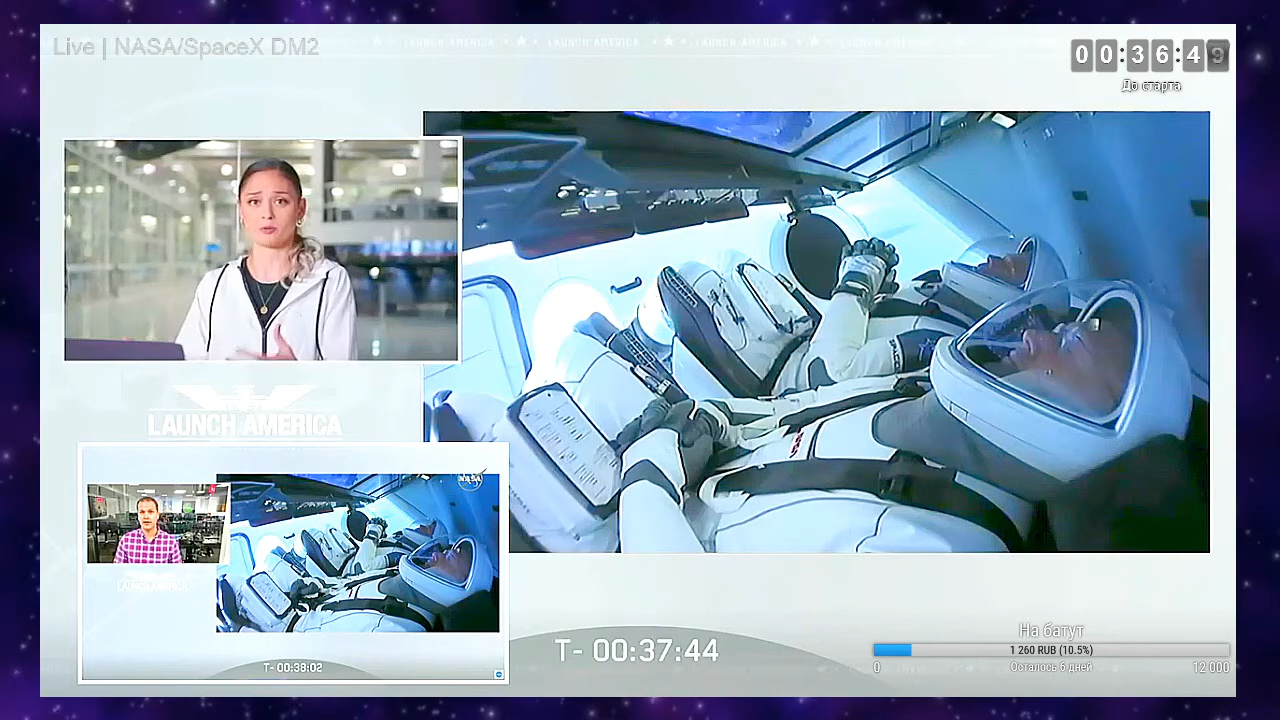 Live | NASA/SpaceX DM2
LAUNCH AMERICA LAUNCH AMERICA LAUNCH AMERICA
00:36:49
До старта
LAUNCH AMERICA
NASA
LAUNCH AMERICA
T- 00:38:02
T- 00:37:44
На батут
1 260 RUB (10.5%)
0 Осталось 6 дней 12 000